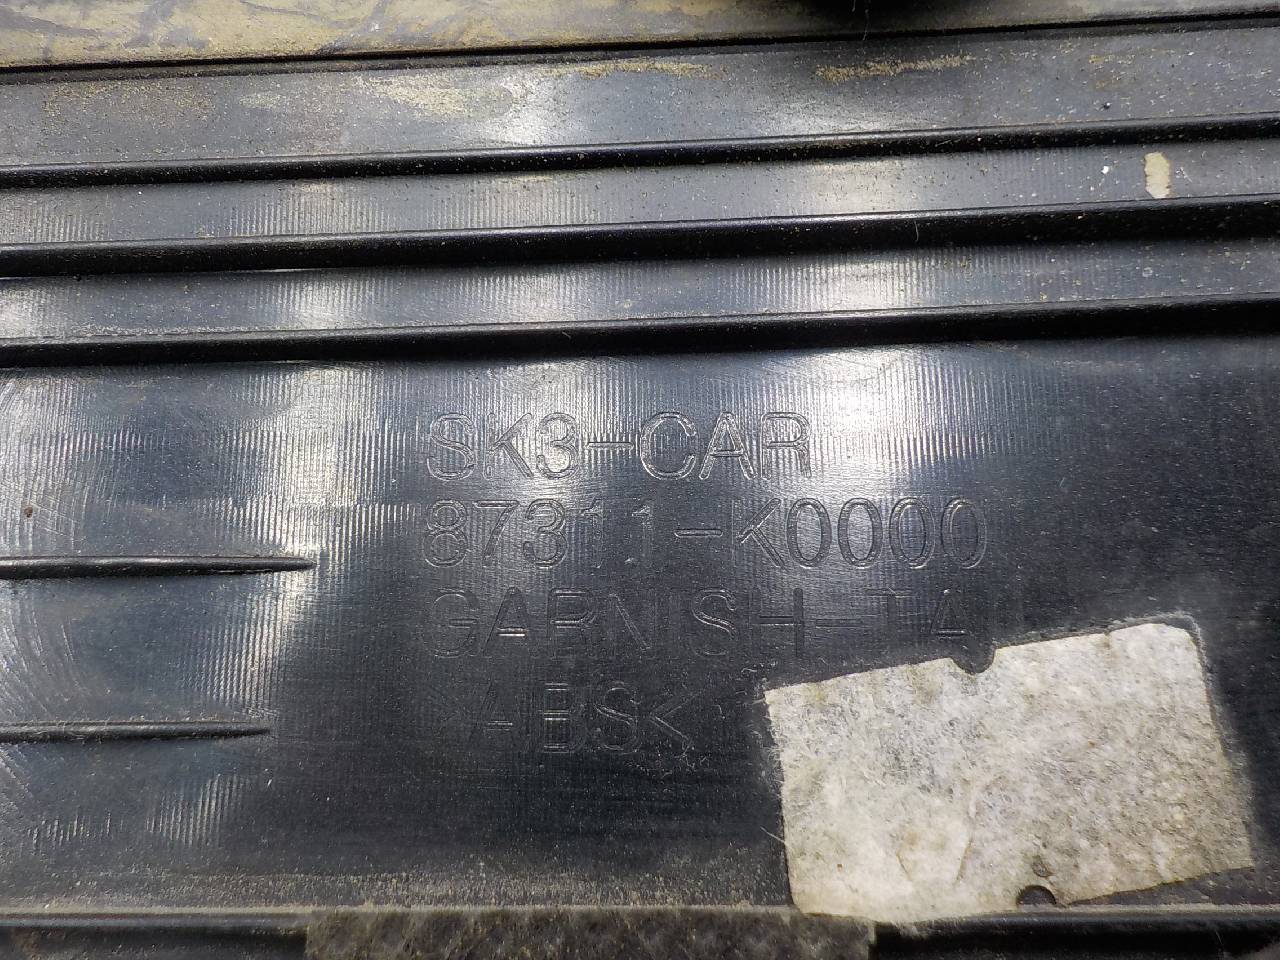 SK3-CAR
87311-K0000
GARNISH-TA
>ABS<